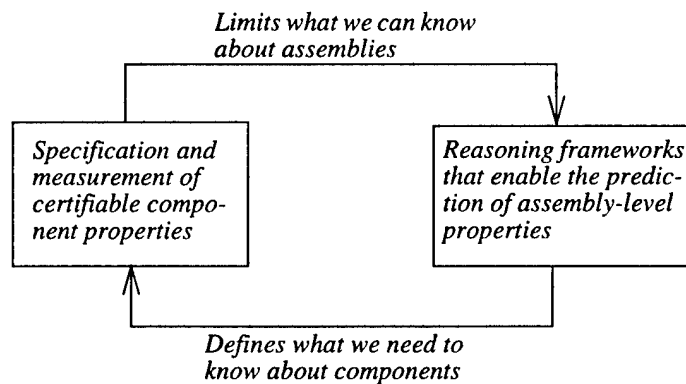 Limits what we can know
about assemblies
Specification and
measurement of
certifiable compo-
nent properties
Reasoning frameworks
that enable the predic-
tion of assembly-level
properties
Defines what we need to
know about components